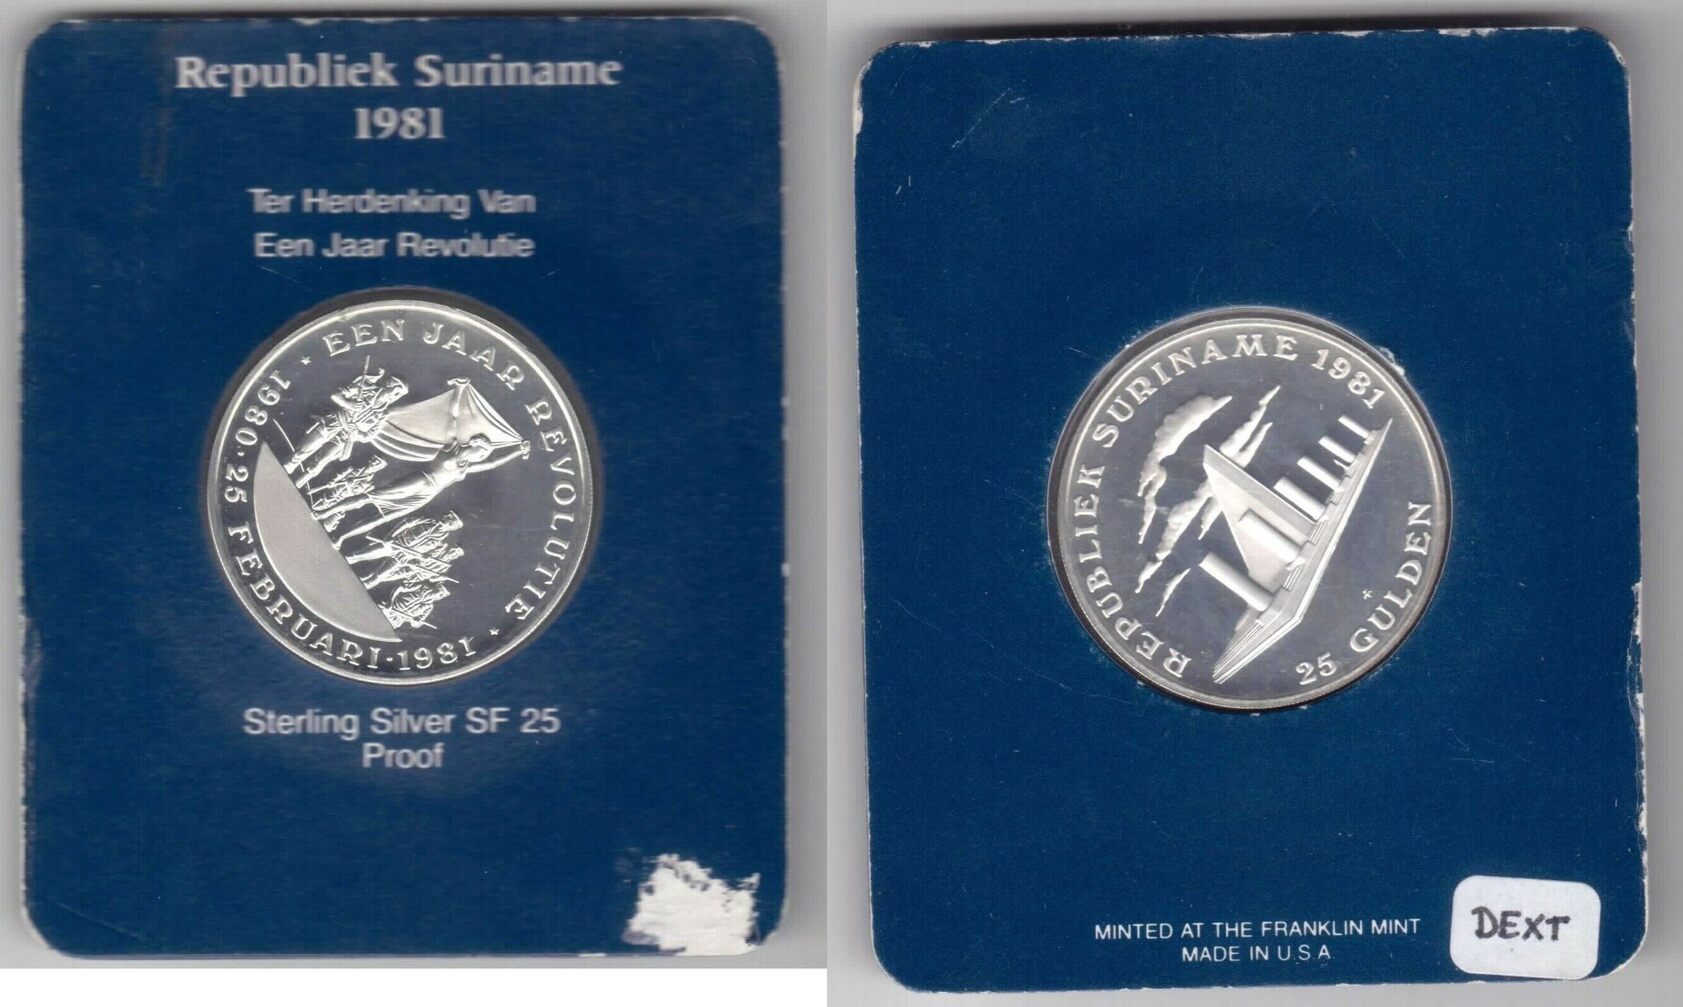 Republiek Suriname
1981
Ter Herdenking Van
Een Jaar Revolutie
★ EEN JAAR REVOLUTIE ★
1980·25 FEBRUARI·1981
Sterling Silver SF 25
Proof
REPUBLIEK SURINAME 1981
25 GULDEN
MINTED AT THE FRANKLIN MINT
MADE IN U.S.A.
DEXT